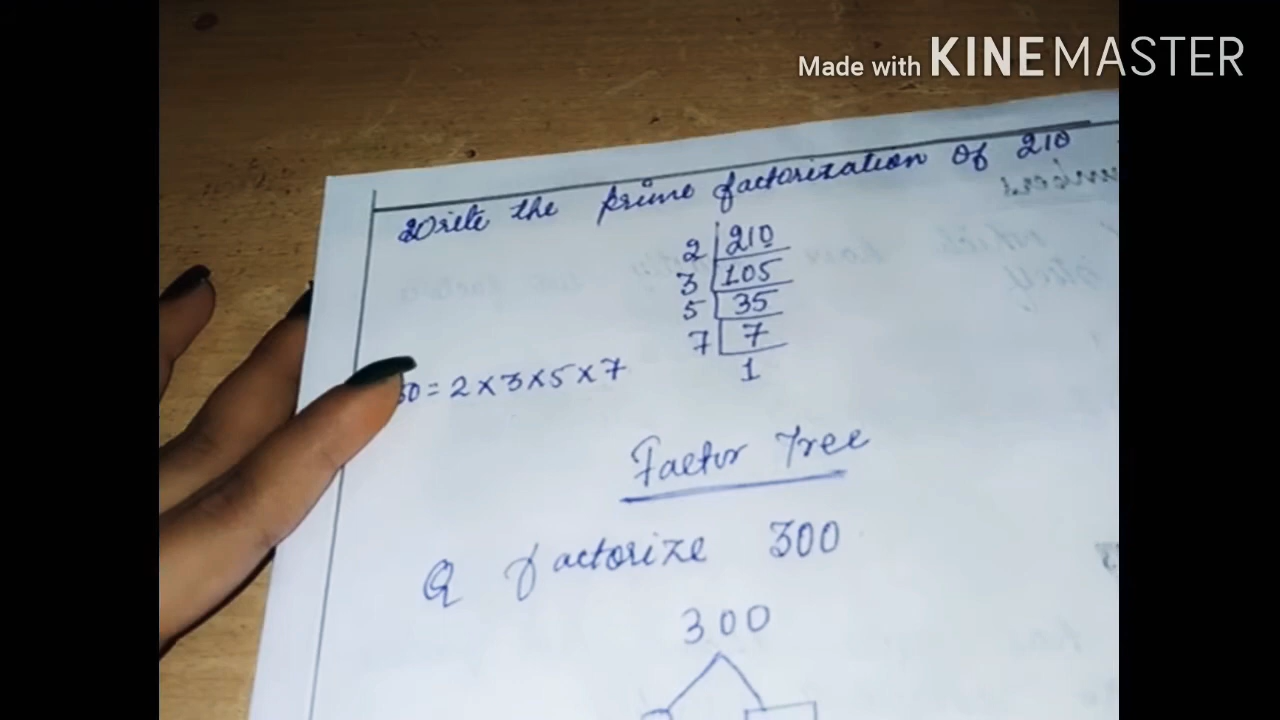 Made with KINEMASTER
Write the prime factorization of 210
2 | 210
3 | 105
5 | 35
7 | 7
1
0 = 2 × 3 × 5 × 7
Factor Tree
Q factorize 300
300